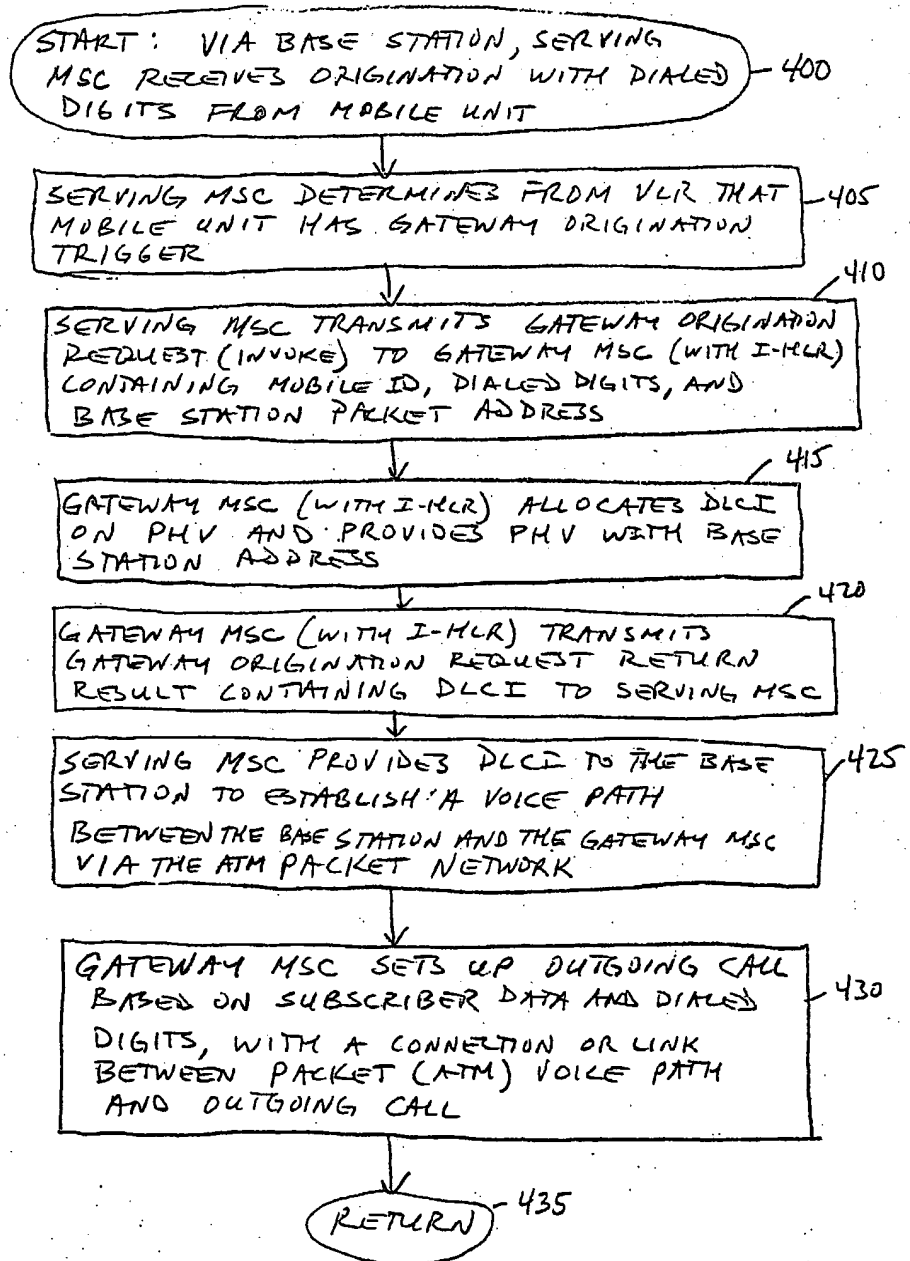 START: VIA BASE STATION, SERVING
MSC RECEIVES ORIGINATION WITH DIALED
DIGITS FROM MOBILE UNIT
400
SERVING MSC DETERMINES FROM VLR THAT
MOBILE UNIT HAS GATEWAY ORIGINATION
TRIGGER
405
410
SERVING MSC TRANSMITS GATEWAY ORIGINATION
REQUEST (INVOKE) TO GATEWAY MSC (WITH I-HLR)
CONTAINING MOBILE ID, DIALED DIGITS, AND
BASE STATION PACKET ADDRESS
415
GATEWAY MSC (WITH I-HLR) ALLOCATES DLCI
ON PHV AND PROVIDES PHV WITH BASE
STATION ADDRESS
420
GATEWAY MSC (WITH I-HLR) TRANSMITS
GATEWAY ORIGINATION REQUEST RETURN
RESULT CONTAINING DLCI TO SERVING MSC
SERVING MSC PROVIDES DLCI TO THE BASE
STATION TO ESTABLISH A VOICE PATH
BETWEEN THE BASE STATION AND THE GATEWAY MSC
VIA THE ATM PACKET NETWORK
425
GATEWAY MSC SETS UP OUTGOING CALL
BASED ON SUBSCRIBER DATA AND DIALED
DIGITS, WITH A CONNECTION OR LINK
BETWEEN PACKET (ATM) VOICE PATH
AND OUTGOING CALL
430
RETURN
435